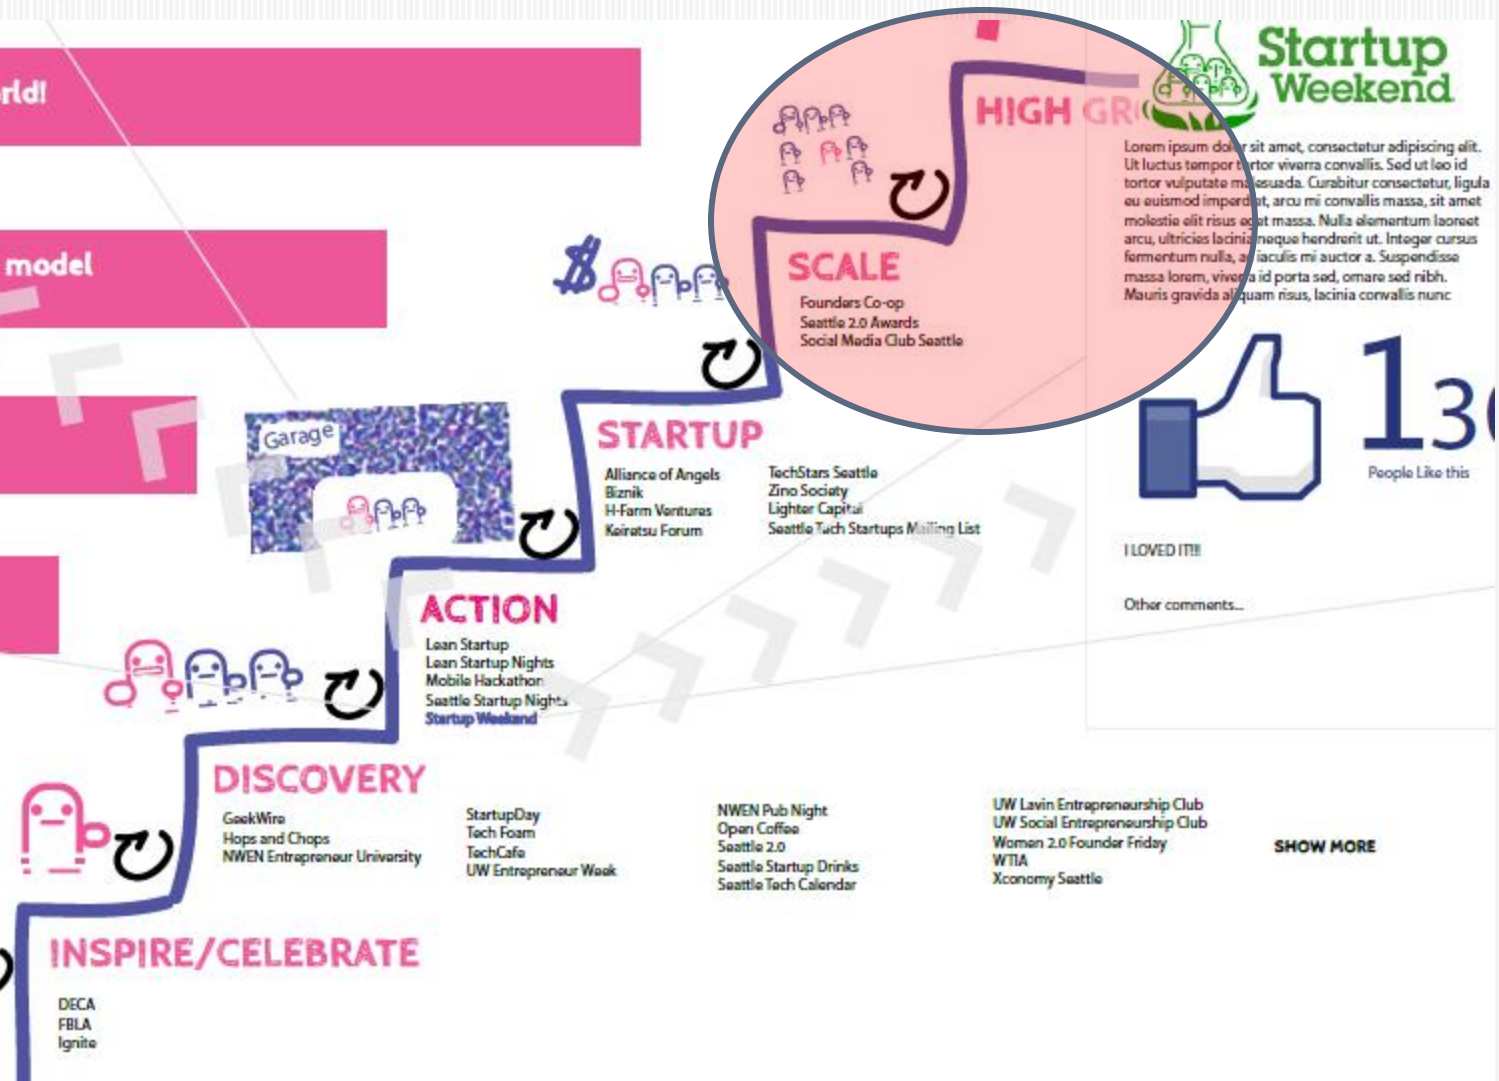 rld!
model
Startup
Weekend
HIGH GR
Lorem ipsum dolor sit amet, consectetur adipiscing elit.
Ut luctus tempor tortor viverra convallis. Sed ut leo id
tortor vulputate malesuada. Curabitur consectetur, ligula
eu euismod imperdiet, arcu mi convallis massa, sit amet
molestie elit risus eget massa. Nulla elementum laoreet
arcu, ultricies lacinia neque hendrerit ut. Integer cursus
fermentum nulla, ac iaculis mi auctor a. Suspendisse
massa lorem, viverra id porta sed, ornare sed nibh.
Mauris gravida aliquam risus, lacinia convallis nunc
$
SCALE
Founders Co-op
Seattle 2.0 Awards
Social Media Club Seattle
13
People Like this
I LOVED IT!!!
Other comments...
Garage
STARTUP
Alliance of Angels
Biznik
H-Farm Ventures
Keiretsu Forum
TechStars Seattle
Zino Society
Lighter Capital
Seattle Tech Startups Mailing List
ACTION
Lean Startup
Lean Startup Nights
Mobile Hackathon
Seattle Startup Nights
Startup Weekend
DISCOVERY
GeekWire
Hops and Chops
NWEN Entrepreneur University
StartupDay
Tech Foam
TechCafe
UW Entrepreneur Week
NWEN Pub Night
Open Coffee
Seattle 2.0
Seattle Startup Drinks
Seattle Tech Calendar
UW Lavin Entrepreneurship Club
UW Social Entrepreneurship Club
Women 2.0 Founder Friday
WTIA
Xconomy Seattle
SHOW MORE
INSPIRE/CELEBRATE
DECA
FBLA
Ignite